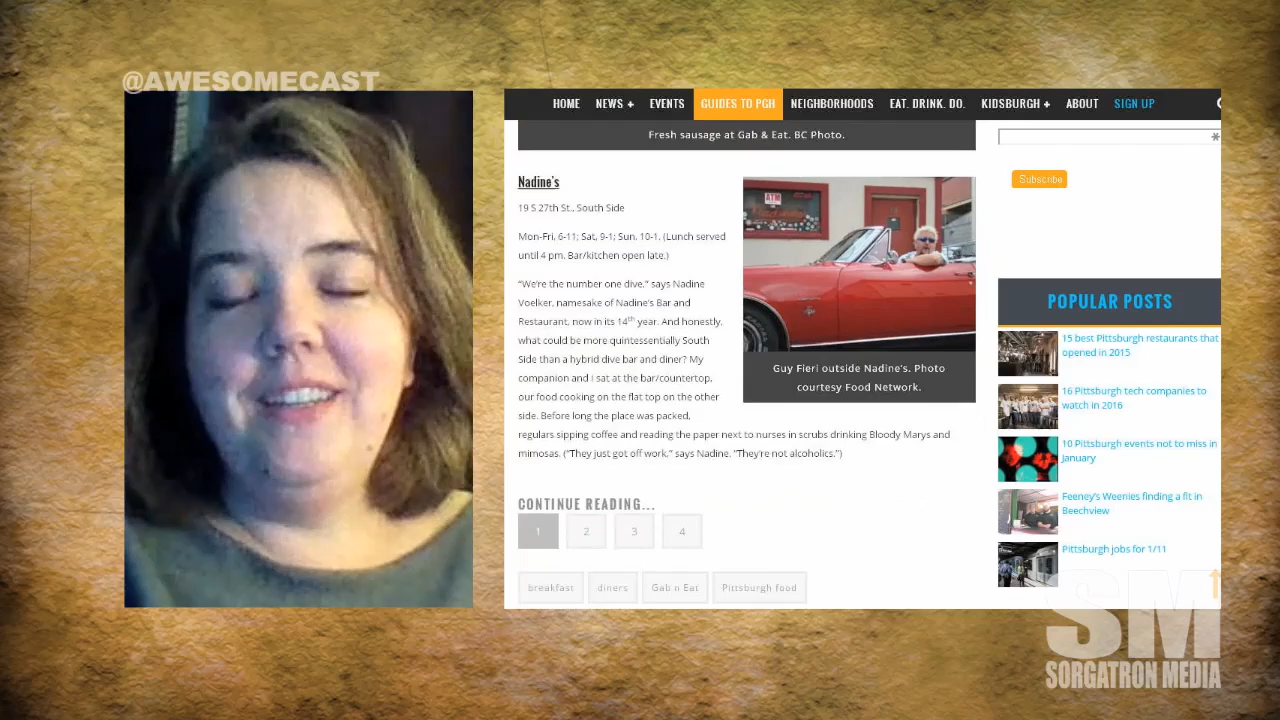 @AWESOMECAST
HOME NEWS + EVENTS GUIDES TO PGH NEIGHBORHOODS EAT. DRINK. DO. KIDSBURGH + ABOUT SIGN UP
Fresh sausage at Gab & Eat. BC Photo.
Nadine's
19 S 27th St., South Side
Mon-Fri, 6-11; Sat, 9-1; Sun, 10-1. (Lunch served
until 4 pm. Bar/kitchen open late.)
“We’re the number one dive,” says Nadine
Voelker, namesake of Nadine’s Bar and
Restaurant, now in its 14th year. And honestly,
what could be more quintessentially South
Side than a hybrid dive bar and diner? My
companion and I sat at the bar/countertop,
our food cooking on the flat top on the other
side. Before long the place was packed,
regulars sipping coffee and reading the paper next to nurses in scrubs drinking Bloody Marys and
mimosas. (“They just got off work,” says Nadine. “They’re not alcoholics.”)
ATM
Guy Fieri outside Nadine's. Photo
courtesy Food Network.
CONTINUE READING...
1 2 3 4
breakfast diners Gab n Eat Pittsburgh food
*
Subscribe
POPULAR POSTS
15 best Pittsburgh restaurants that
opened in 2015
16 Pittsburgh tech companies to
watch in 2016
10 Pittsburgh events not to miss in
January
Feeney’s Weenies finding a fit in
Beechview
Pittsburgh jobs for 1/11
SM
SORGATRON MEDIA